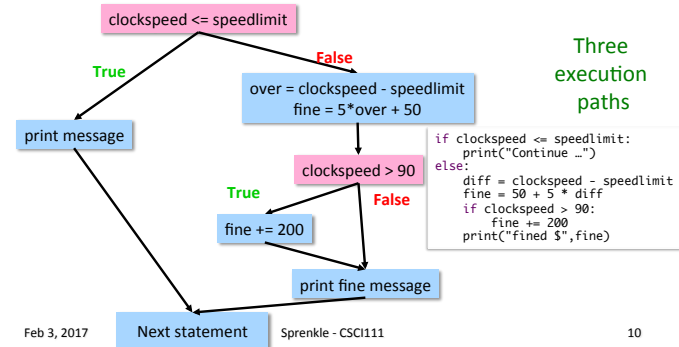 clockspeed <= speedlimit
True
False
over = clockspeed - speedlimit
fine = 5*over + 50
print message
clockspeed > 90
True
False
fine += 200
print fine message
Next statement
Three
execution
paths
if clockspeed <= speedlimit:
    print("Continue …")
else:
    diff = clockspeed - speedlimit
    fine = 50 + 5 * diff
    if clockspeed > 90:
        fine += 200
    print("fined $",fine)
Feb 3, 2017
Sprenkle - CSCI111
10